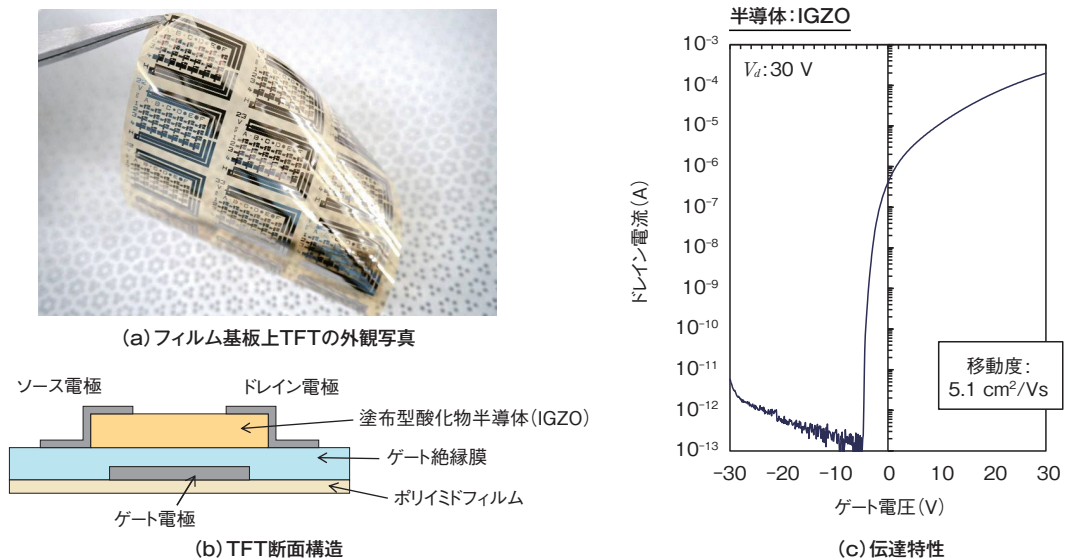 (a)フィルム基板上TFTの外観写真
ソース電極
ドレイン電極
塗布型酸化物半導体(IGZO)
ゲート絶縁膜
ポリイミドフィルム
ゲート電極
(b)TFT断面構造
半導体:IGZO
V_d:30 V
ドレイン電流(A)
10⁻³
10⁻⁴
10⁻⁵
10⁻⁶
10⁻⁷
10⁻⁸
10⁻⁹
10⁻¹⁰
10⁻¹¹
10⁻¹²
10⁻¹³
移動度:
5.1 cm²/Vs
−30 −20 −10 0 10 20 30
ゲート電圧(V)
(c)伝達特性